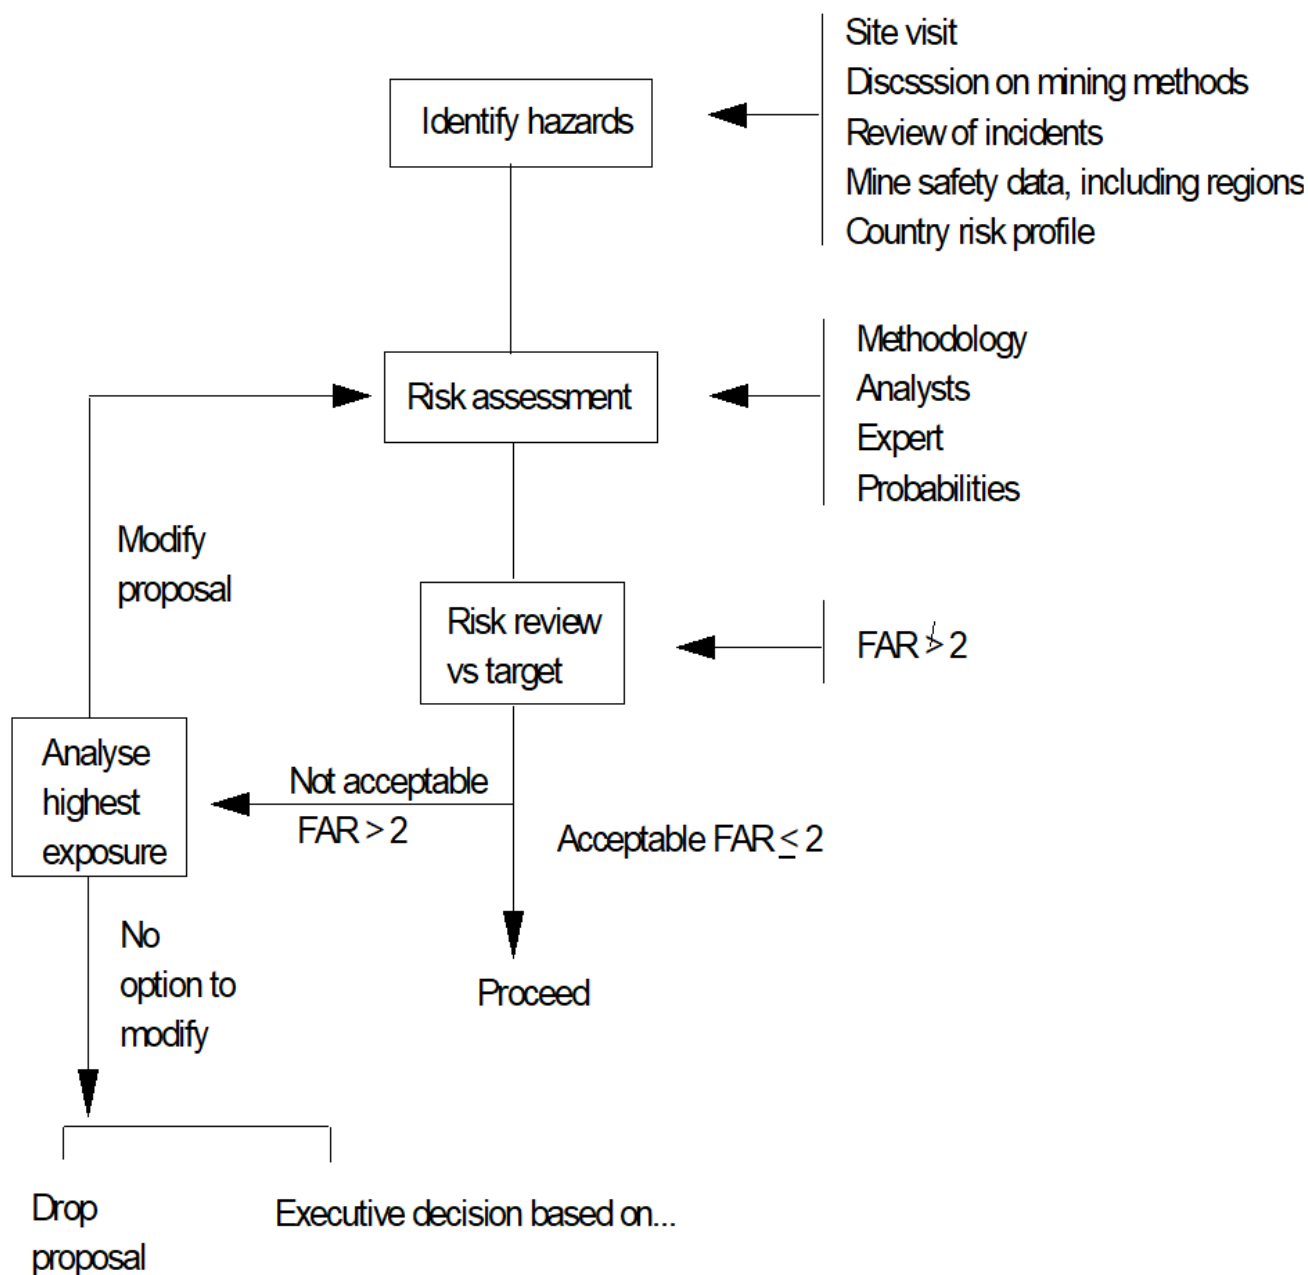 Site visit
Discsssion on mining methods
Identify hazards
Review of incidents
Mine safety data, including regions
Country risk profile
Methodology
Risk assessment
Analysts
Expert
Probabilities
Modify
proposal
Risk review
vs target
FAR ≯ 2
Analyse
highest
exposure
Not acceptable
FAR > 2
Acceptable FAR ≤ 2
No
option to
modify
Proceed
Drop
proposal
Executive decision based on...